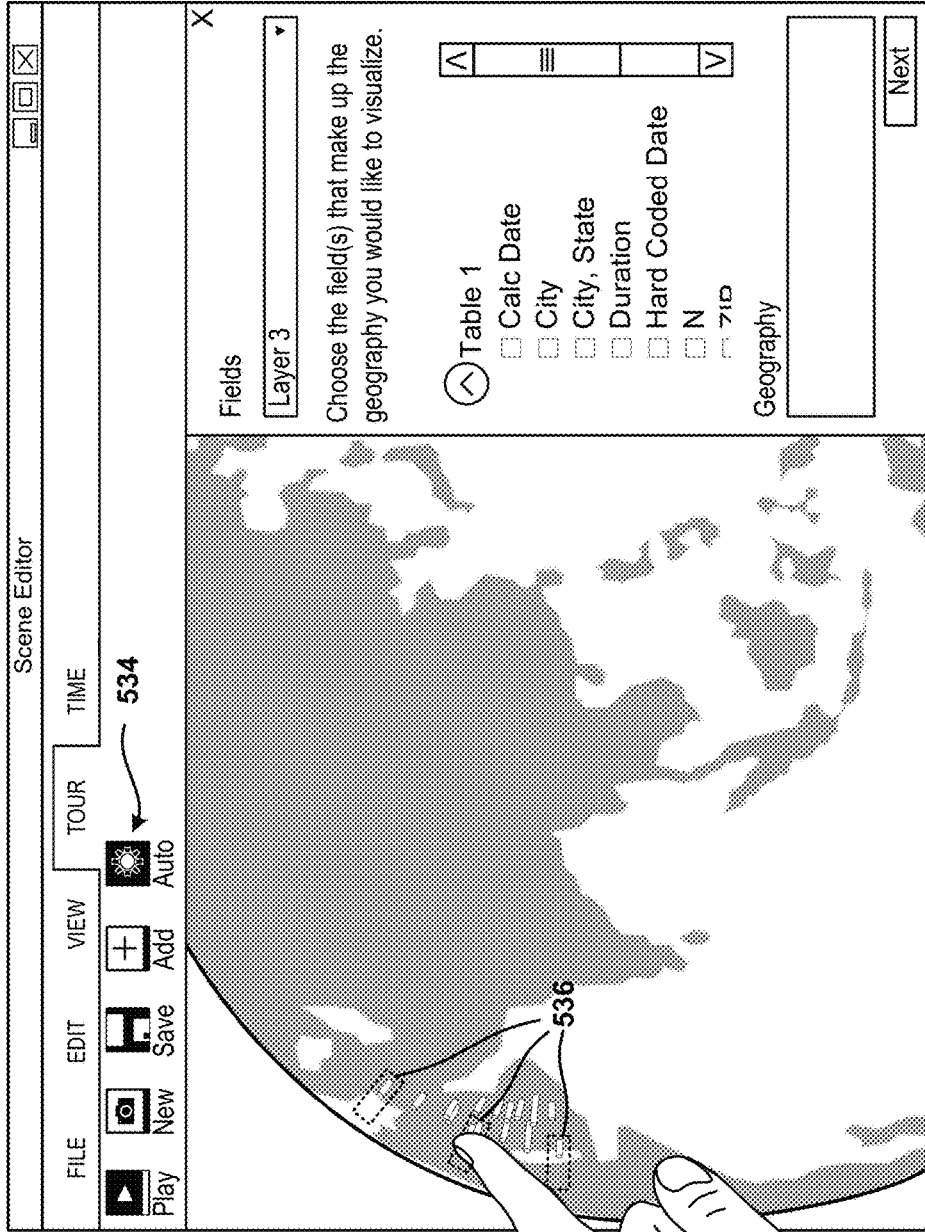 Scene Editor
X
FILE EDIT VIEW TOUR TIME
Play New Save Add Auto
534
X
Fields
Layer 3
Choose the field(s) that make up the
geography you would like to visualize.
Table 1
Calc Date
City
City, State
Duration
Hard Coded Date
N
Geography
Next
536